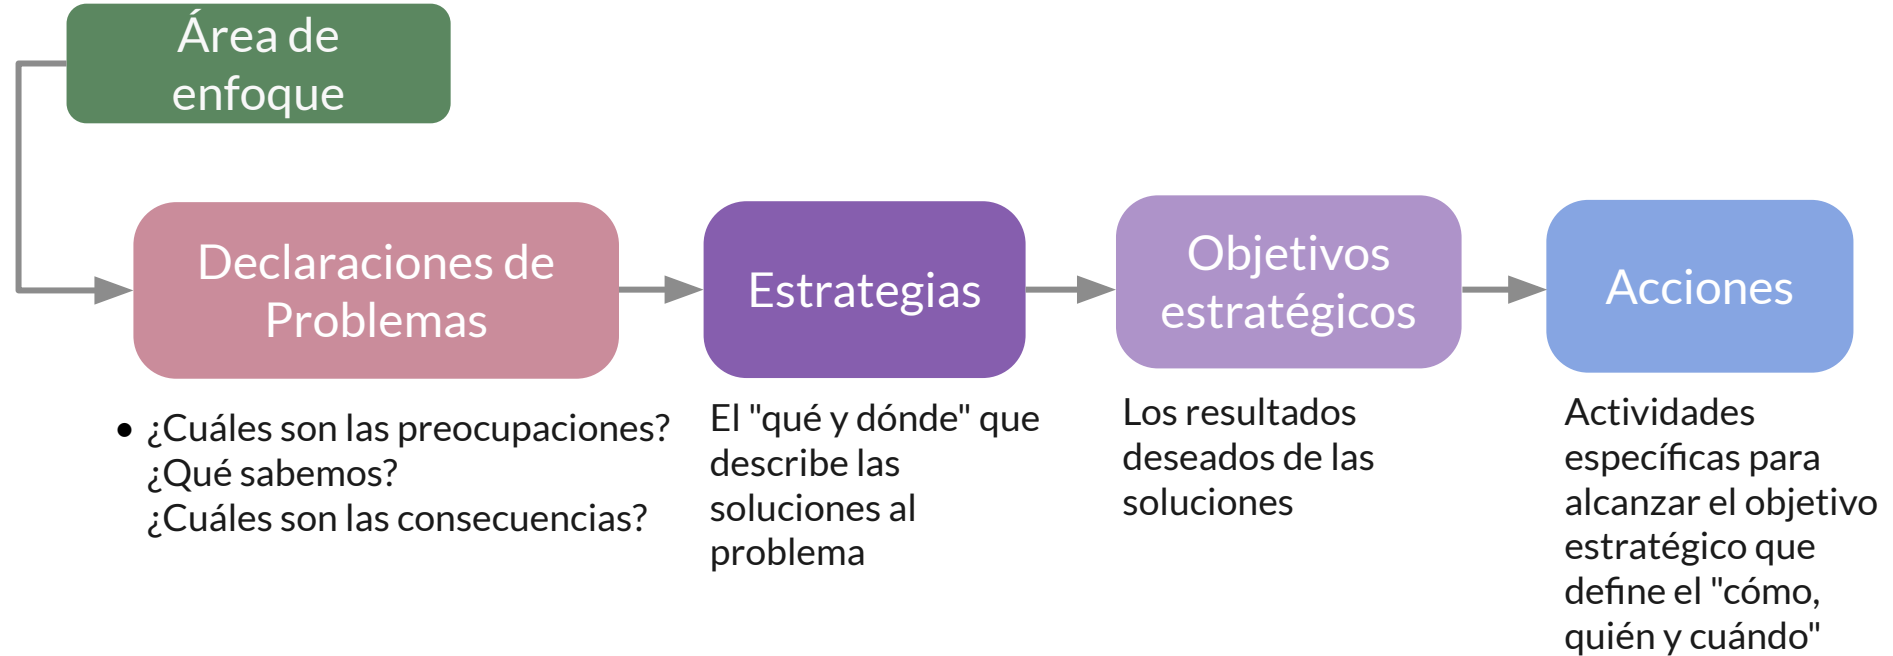 Área de
enfoque
Declaraciones de
Problemas
Estrategias
Objetivos
estratégicos
Acciones
• ¿Cuáles son las preocupaciones?
¿Qué sabemos?
¿Cuáles son las consecuencias?
El "qué y dónde" que
describe las
soluciones al
problema
Los resultados
deseados de las
soluciones
Actividades
específicas para
alcanzar el objetivo
estratégico que
define el "cómo,
quién y cuándo"